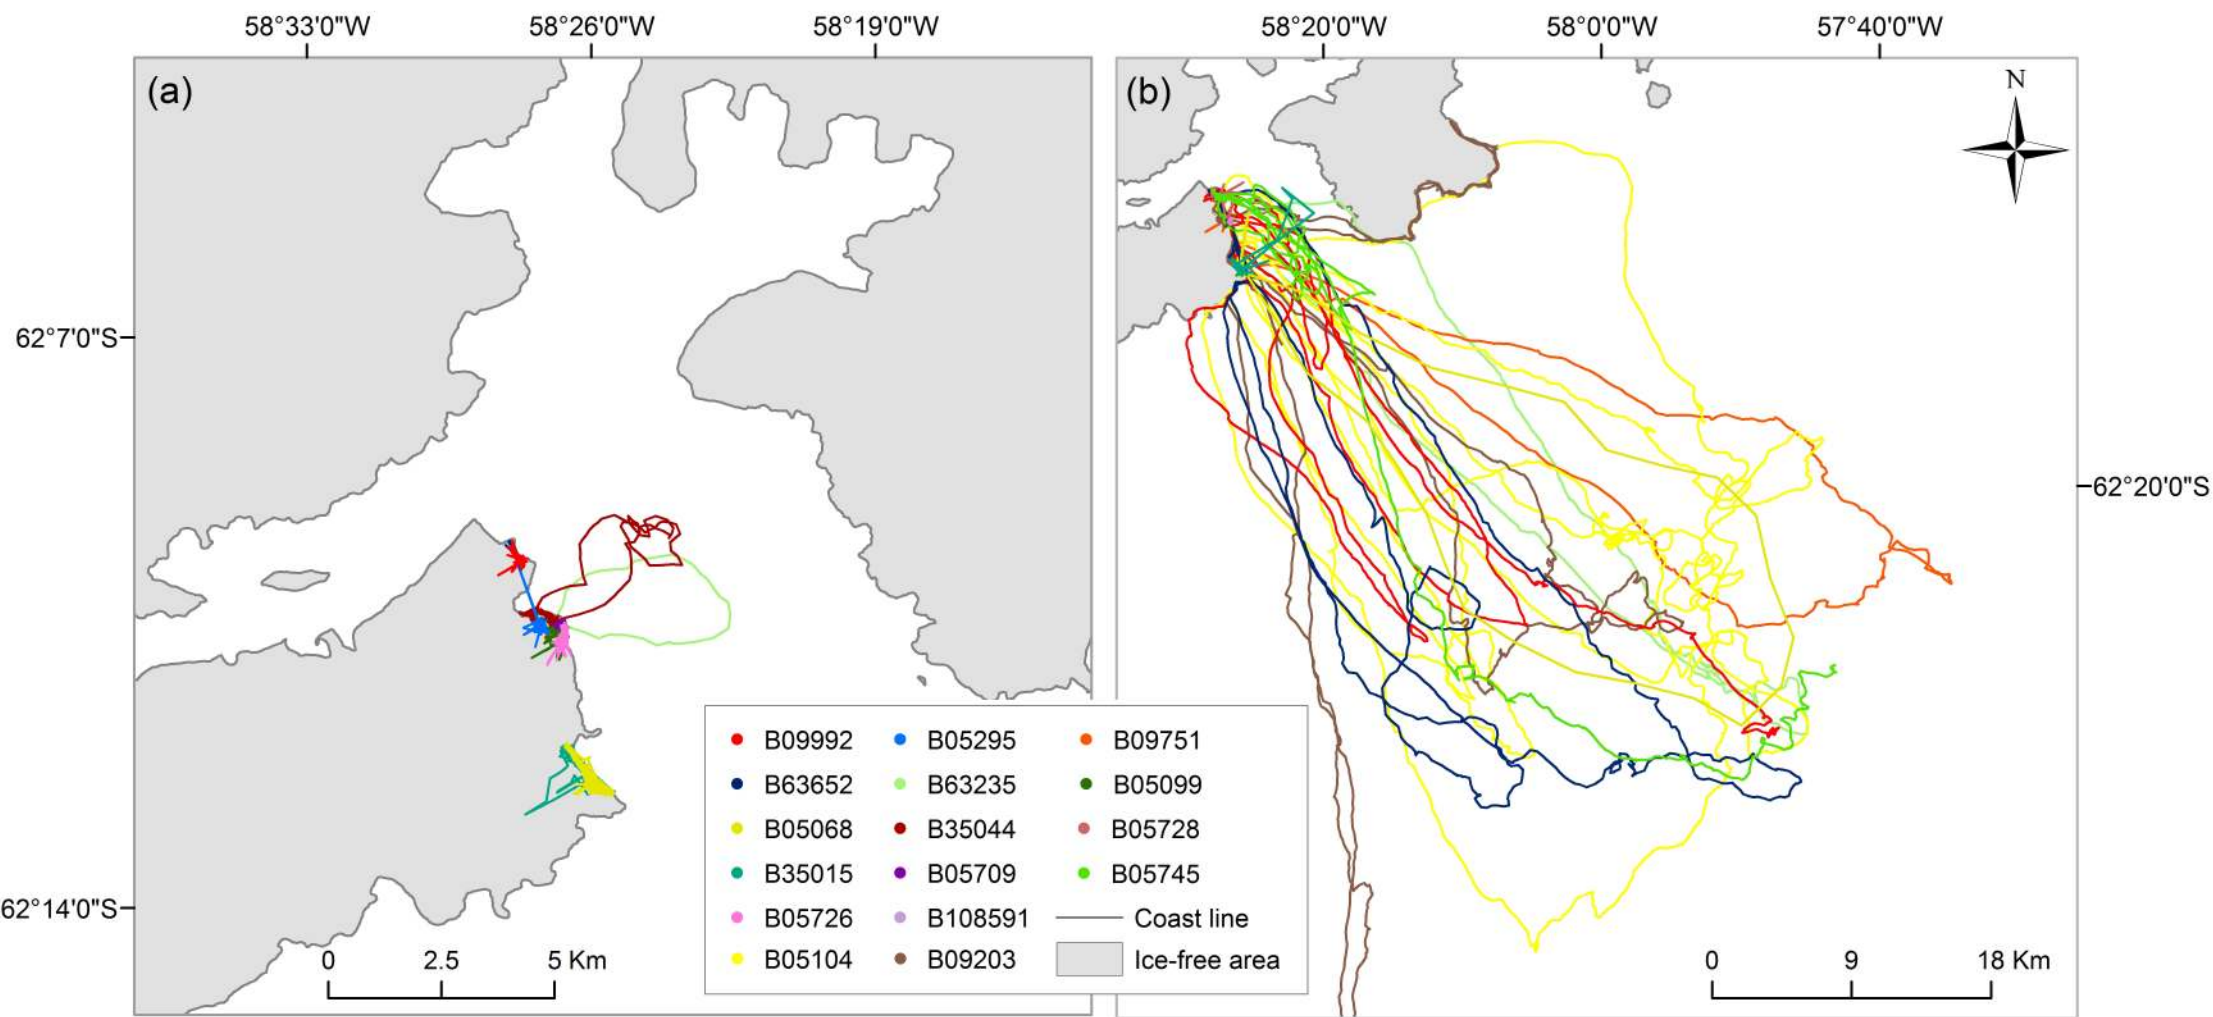 58°33'0"W 58°26'0"W 58°19'0"W 58°20'0"W 58°0'0"W 57°40'0"W
(a) (b) N
62°7'0"S
62°20'0"S
62°14'0"S
B09992 B05295 B09751
B63652 B63235 B05099
B05068 B35044 B05728
B35015 B05709 B05745
B05726 B108591 Coast line
B05104 B09203 Ice-free area
0 2.5 5 Km
0 9 18 Km